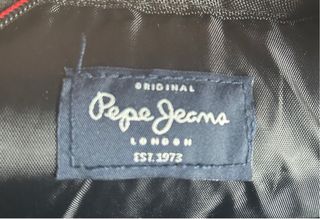 ORIGINAL
Pepe Jeans
LONDON
EST. 1973